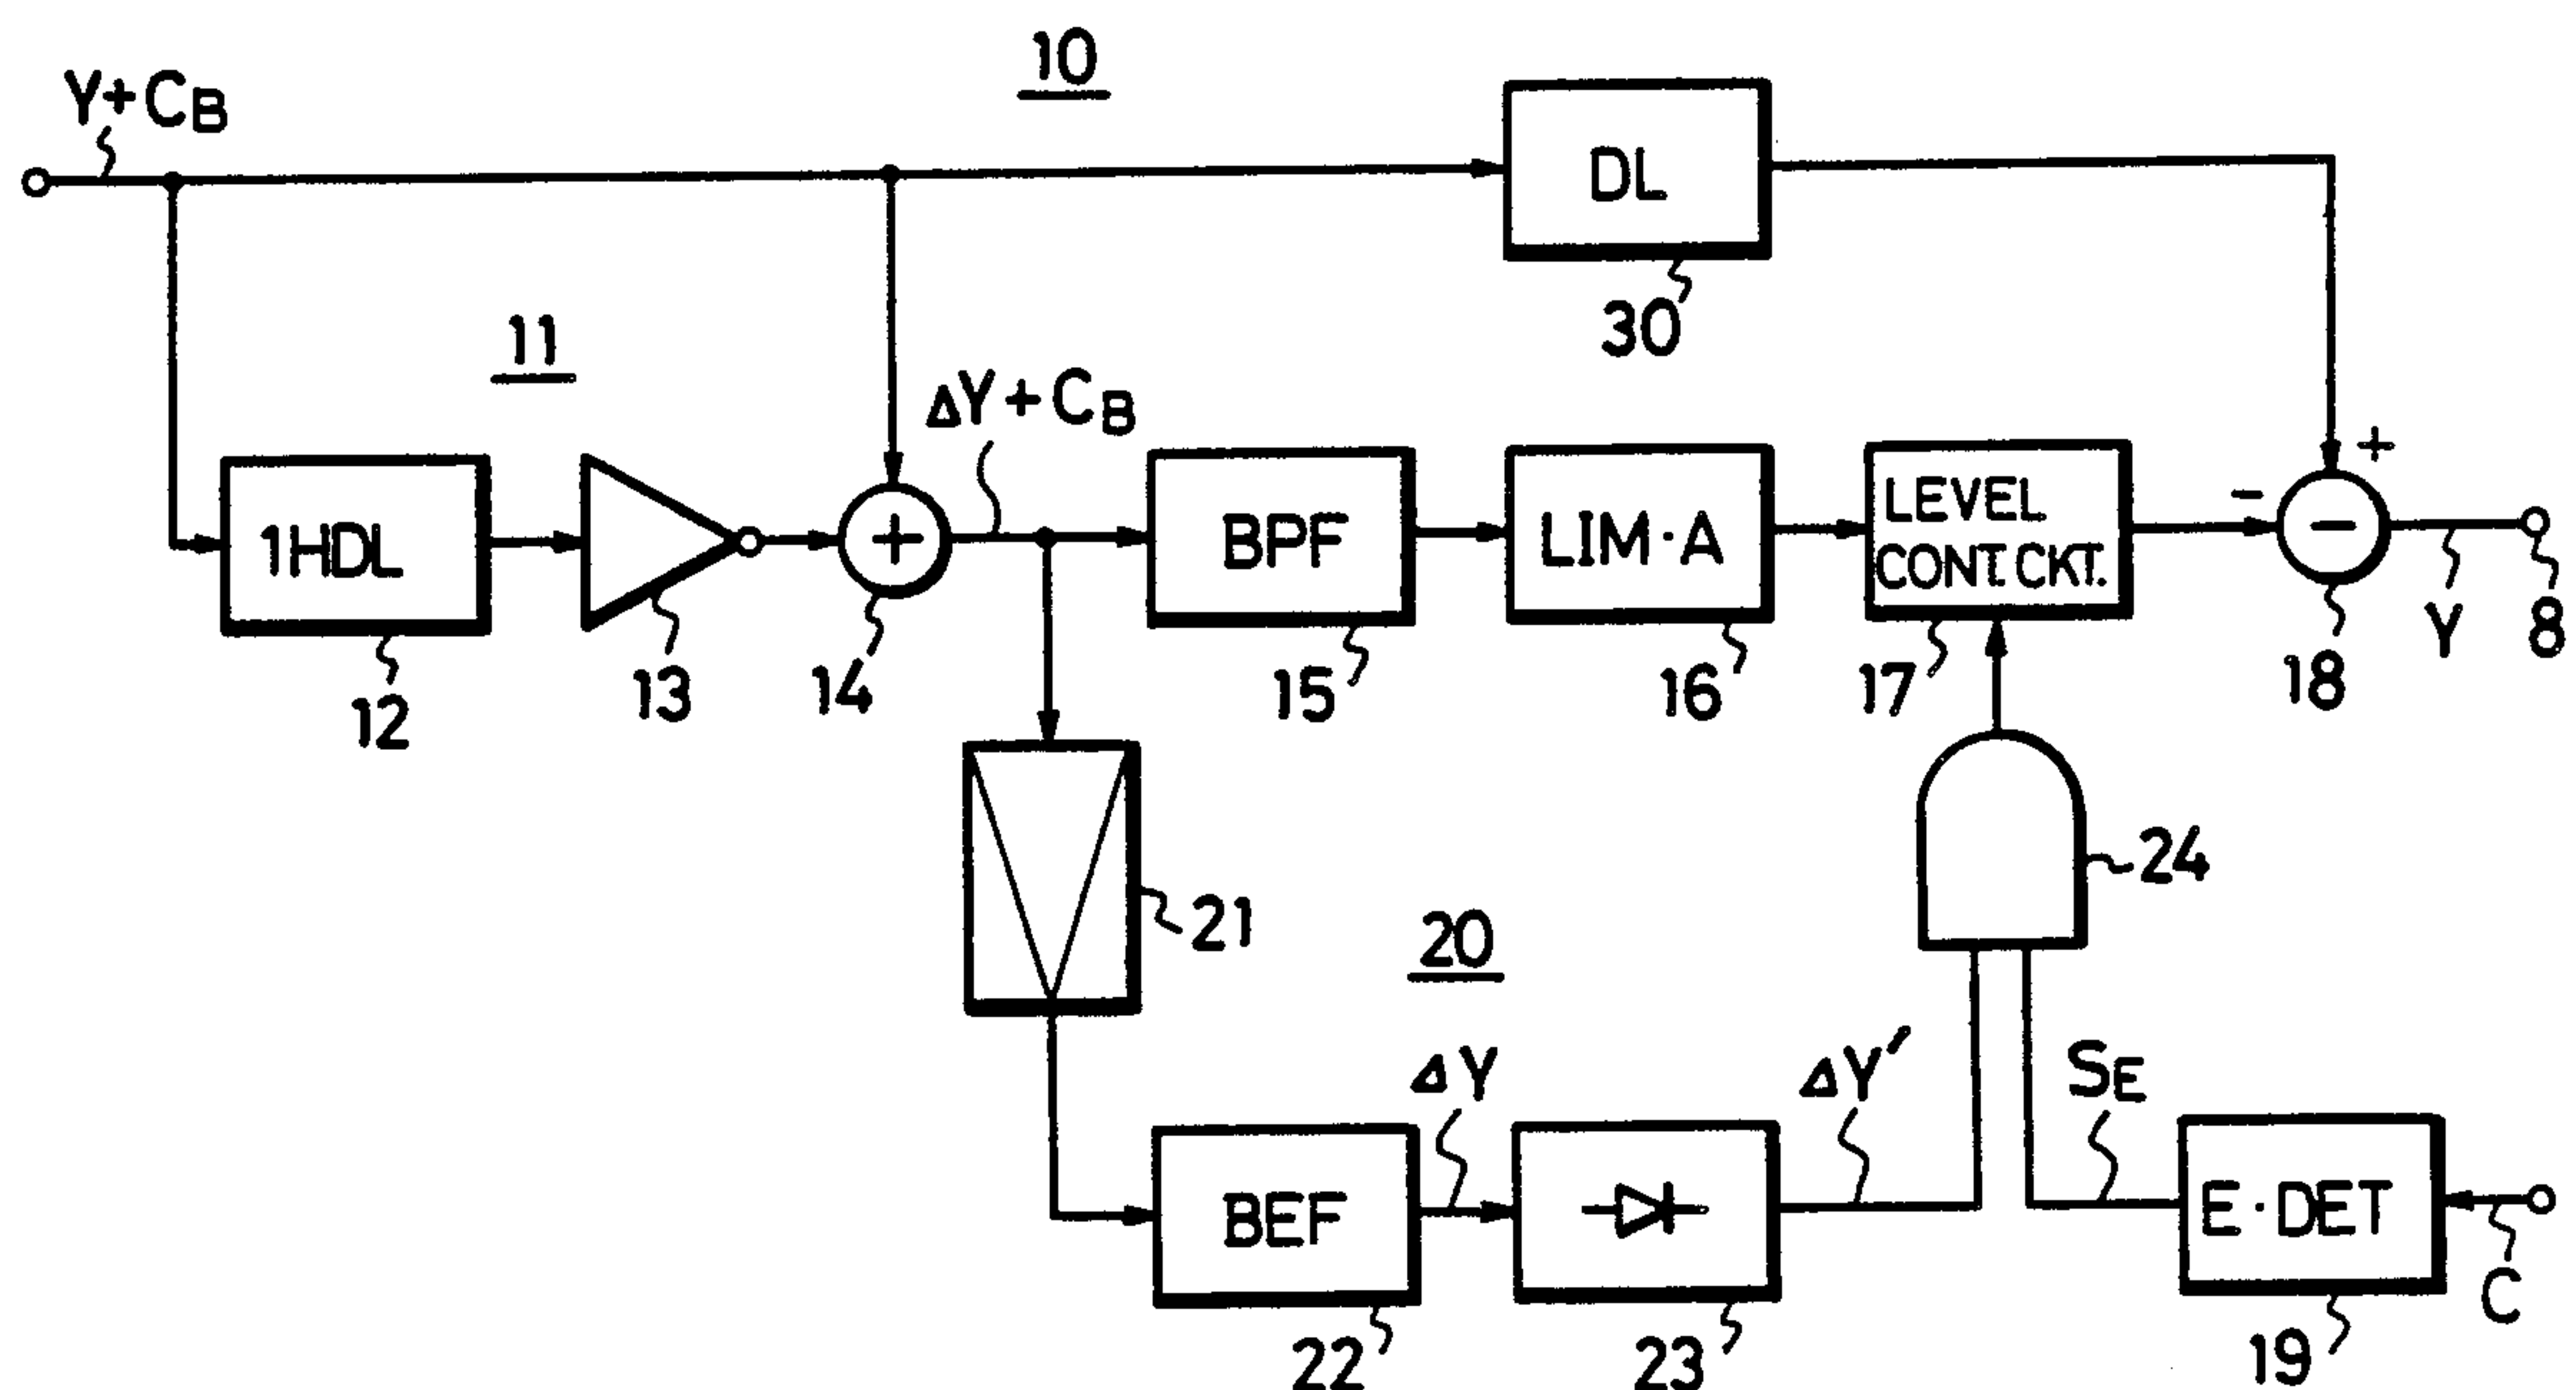 10
Y+CB
DL
30
11
ΔY+CB
+
1HDL
BPF
LIM·A
LEVEL
CONT. CKT.
-
+
-
12
13
14
15
16
17
18
Y
8
21
24
20
ΔY
ΔY'
SE
BEF
E·DET
C
22
23
19